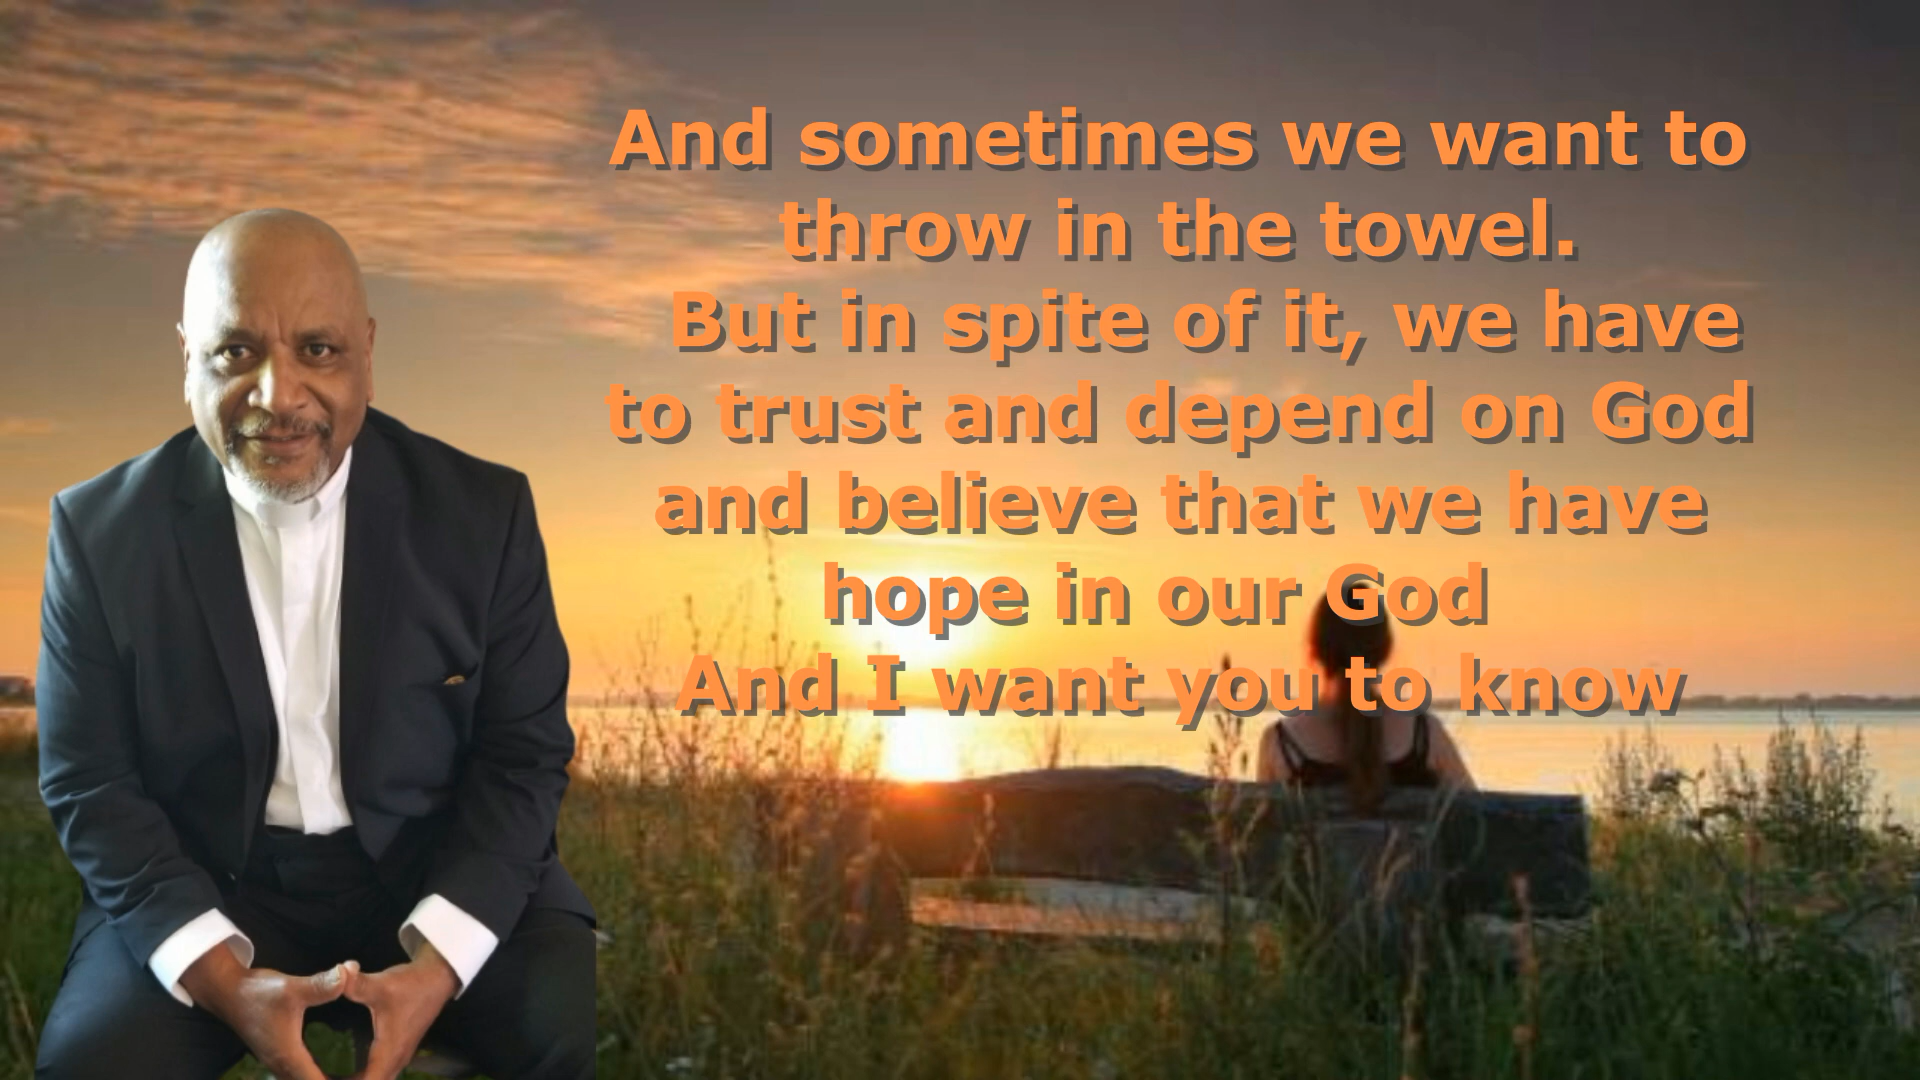 And sometimes we want to
throw in the towel.
But in spite of it, we have
to trust and depend on God
and believe that we have
hope in our God
And I want you to know